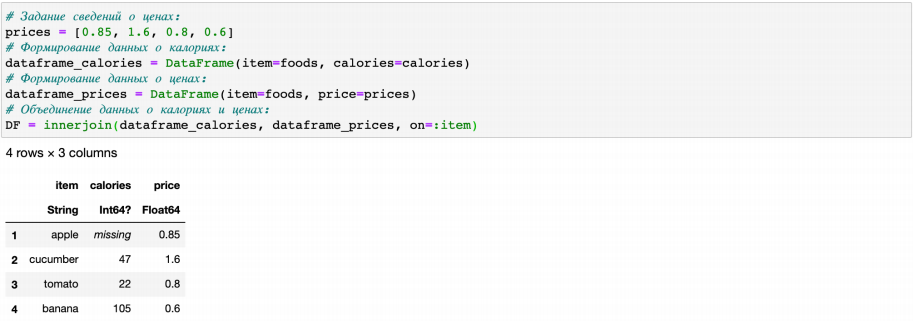 # Задание сведений о ценах:
prices = [0.85, 1.6, 0.8, 0.6]
# Формирование данных о калориях:
dataframe_calories = DataFrame(item=foods, calories=calories)
# Формирование данных о ценах:
dataframe_prices = DataFrame(item=foods, price=prices)
# Объединение данных о калориях и ценах:
DF = innerjoin(dataframe_calories, dataframe_prices, on=:item)
4 rows × 3 columns
item calories price
String Int64? Float64
1 apple missing 0.85
2 cucumber 47 1.6
3 tomato 22 0.8
4 banana 105 0.6